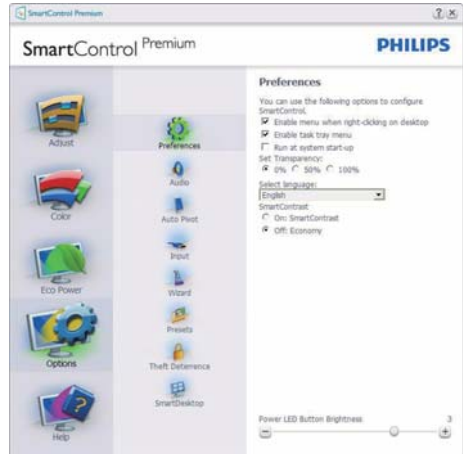 SmartControl Premium
SmartControl Premium
PHILIPS
Adjust
Color
Eco Power
Options
Help
Preferences
Audio
Auto Pivot
Input
Wizard
Presets
Theft Deterrence
SmartDesktop
Preferences
You can use the following options to configure
SmartControl.
Enable menu when right-clicking on desktop
Enable task tray menu
Run at system start-up
Set Transparency:
0% 50% 100%
Select language:
English
SmartContrast
On: SmartContrast
Off: Economy
Power LED Button Brightness 3